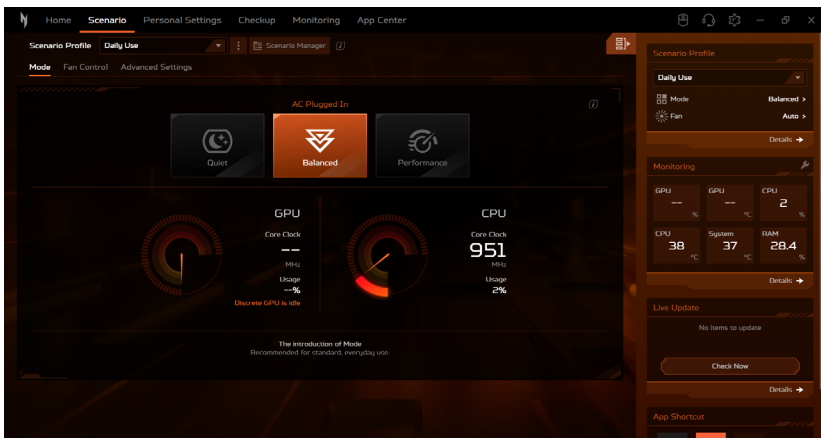 Home Scenario Personal Settings Checkup Monitoring App Center
Scenario Profile Daily Use Scenario Manager
Mode Fan Control Advanced Settings
AC Plugged In
Quiet Balanced Performance
GPU
Core Clock
--
MHz
Usage
--%
Discrete GPU is idle
CPU
Core Clock
951
MHz
Usage
2%
The introduction of Mode
Recommended for standard, everyday use.
Scenario Profile
Daily Use
Mode Balanced >
Fan Auto >
Details →
Monitoring
GPU -- %
GPU -- °C
CPU 2 %
CPU 38 °C
System 37 °C
RAM 28.4 %
Details →
Live Update
No items to update
Check Now
Details →
App Shortcut